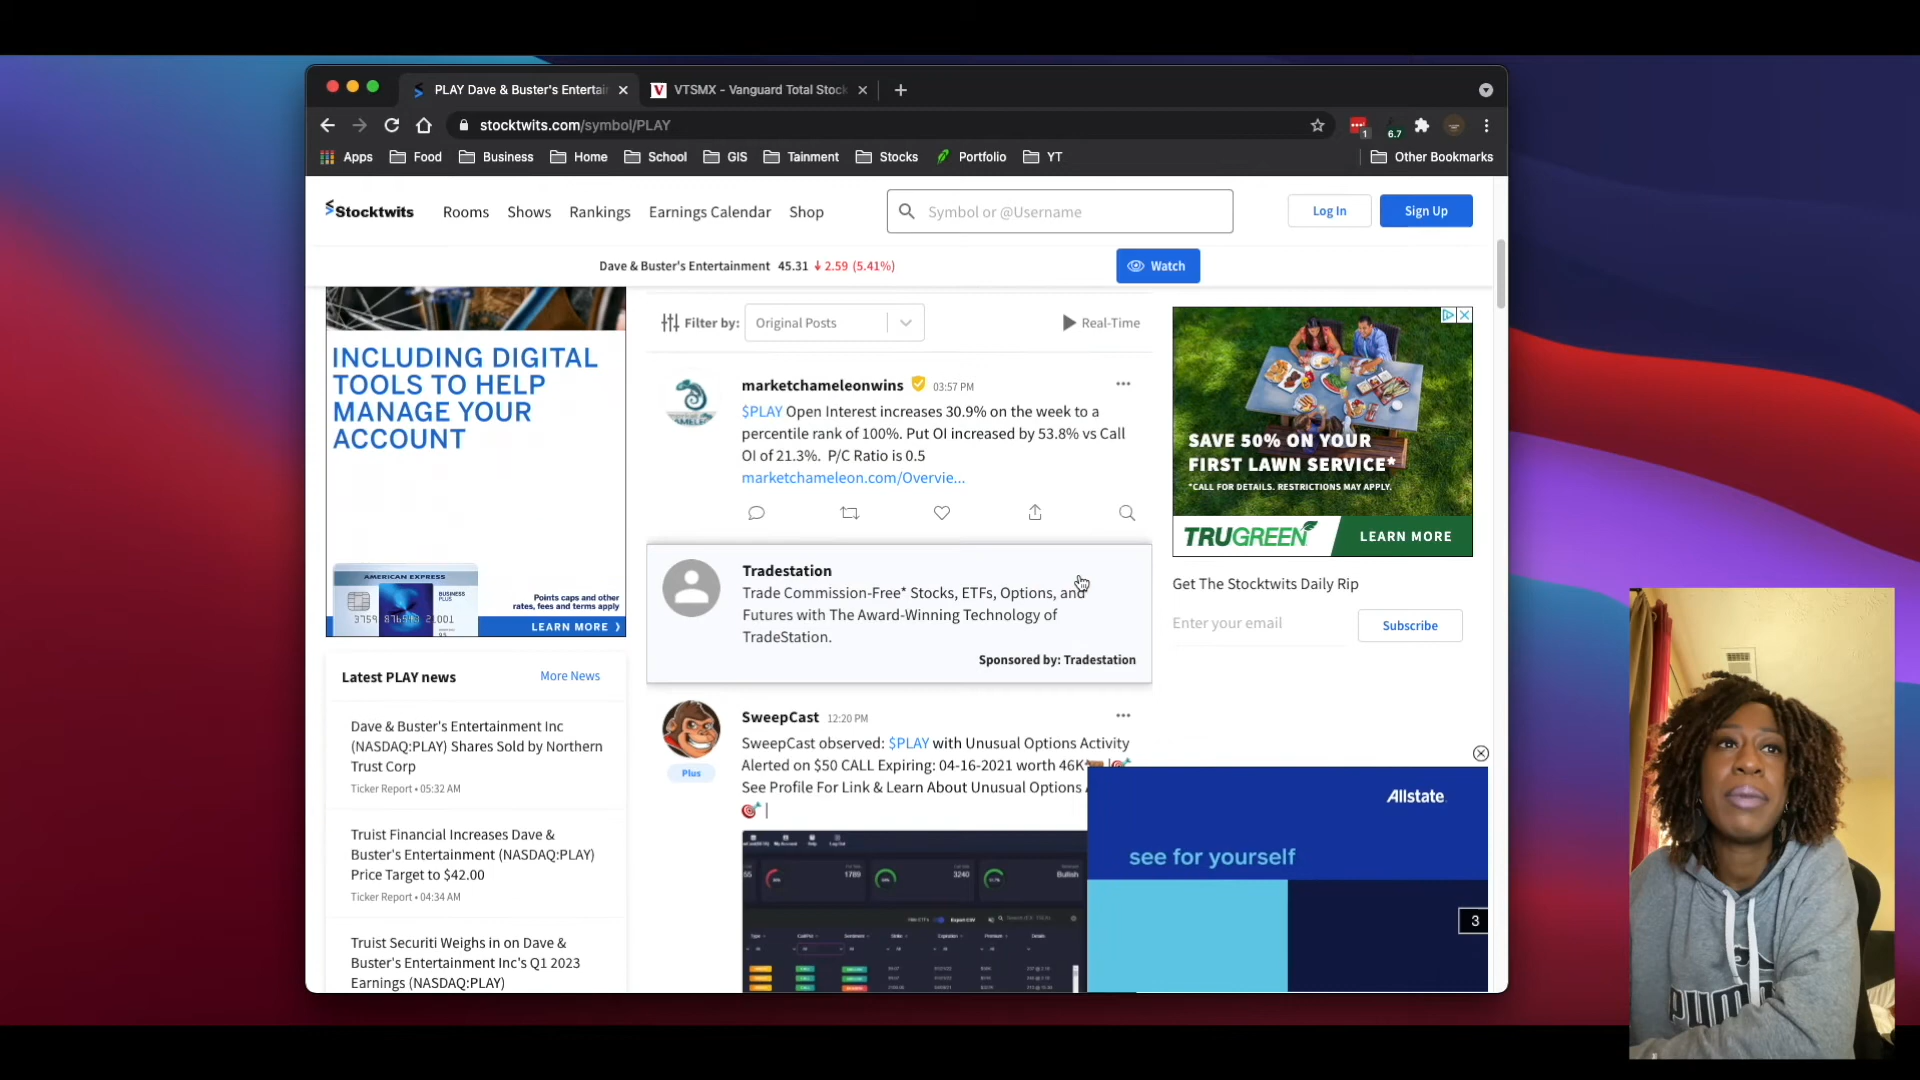 PLAY Dave & Buster's Entertai
VTSMX - Vanguard Total Stock
stocktwits.com/symbol/PLAY
1
6.7
Apps
Food
Business
Home
School
GIS
Tainment
Stocks
Portfolio
YT
Other Bookmarks
Stocktwits
Rooms
Shows
Rankings
Earnings Calendar
Shop
Symbol or @Username
Log In
Sign Up
Dave & Buster's Entertainment 45.31 2.59 (5.41%)
Watch
INCLUDING DIGITAL
TOOLS TO HELP
MANAGE YOUR
ACCOUNT
AMERICAN EXPRESS
BUSINESS
PLUS
Points caps and other
rates, fees and terms apply
LEARN MORE
Latest PLAY news
More News
Dave & Buster's Entertainment Inc
(NASDAQ:PLAY) Shares Sold by Northern
Trust Corp
Ticker Report • 05:32 AM
Truist Financial Increases Dave &
Buster's Entertainment (NASDAQ:PLAY)
Price Target to $42.00
Ticker Report • 04:34 AM
Truist Securiti Weighs in on Dave &
Buster's Entertainment Inc's Q1 2023
Earnings (NASDAQ:PLAY)
Filter by:
Original Posts
Real-Time
marketchameleonwins 03:57 PM
$PLAY Open Interest increases 30.9% on the week to a
percentile rank of 100%. Put OI increased by 53.8% vs Call
OI of 21.3%. P/C Ratio is 0.5
marketchameleon.com/Overvie...
Tradestation
Trade Commission-Free* Stocks, ETFs, Options, and
Futures with The Award-Winning Technology of
TradeStation.
Sponsored by: Tradestation
SweepCast 12:20 PM
Plus
SweepCast observed: $PLAY with Unusual Options Activity
Alerted on $50 CALL Expiring: 04-16-2021 worth 46K
See Profile For Link & Learn About Unusual Options
|
1789
3240
Bullish
SAVE 50% ON YOUR
FIRST LAWN SERVICE*
*CALL FOR DETAILS. RESTRICTIONS MAY APPLY.
TRUGREEN
LEARN MORE
Get The Stocktwits Daily Rip
Enter your email
Subscribe
Allstate
see for yourself
3
PUMA